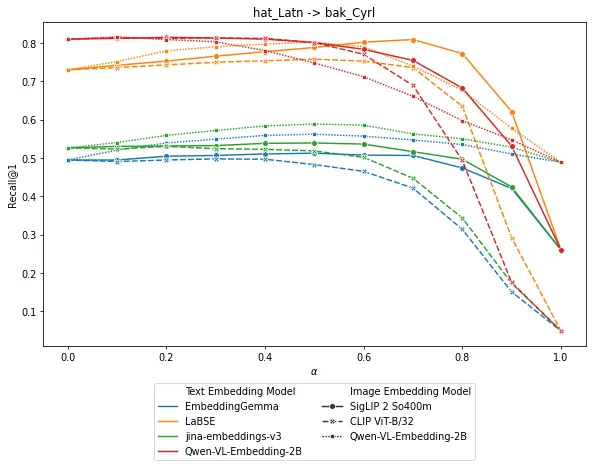 hat_Latn -> bak_Cyrl
Recall@1
0.8
0.7
0.6
0.5
0.4
0.3
0.2
0.1
0.0 0.2 0.4 0.6 0.8 1.0
α
Text Embedding Model Image Embedding Model
EmbeddingGemma SigLIP 2 So400m
LaBSE CLIP ViT-B/32
jina-embeddings-v3 Qwen-VL-Embedding-2B
Qwen-VL-Embedding-2B